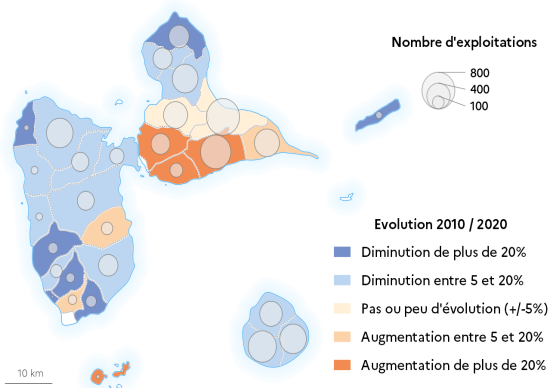 Nombre d'exploitations
800
400
100
Evolution 2010 / 2020
Diminution de plus de 20%
Diminution entre 5 et 20%
Pas ou peu d'évolution (+/-5%)
Augmentation entre 5 et 20%
Augmentation de plus de 20%
10 km